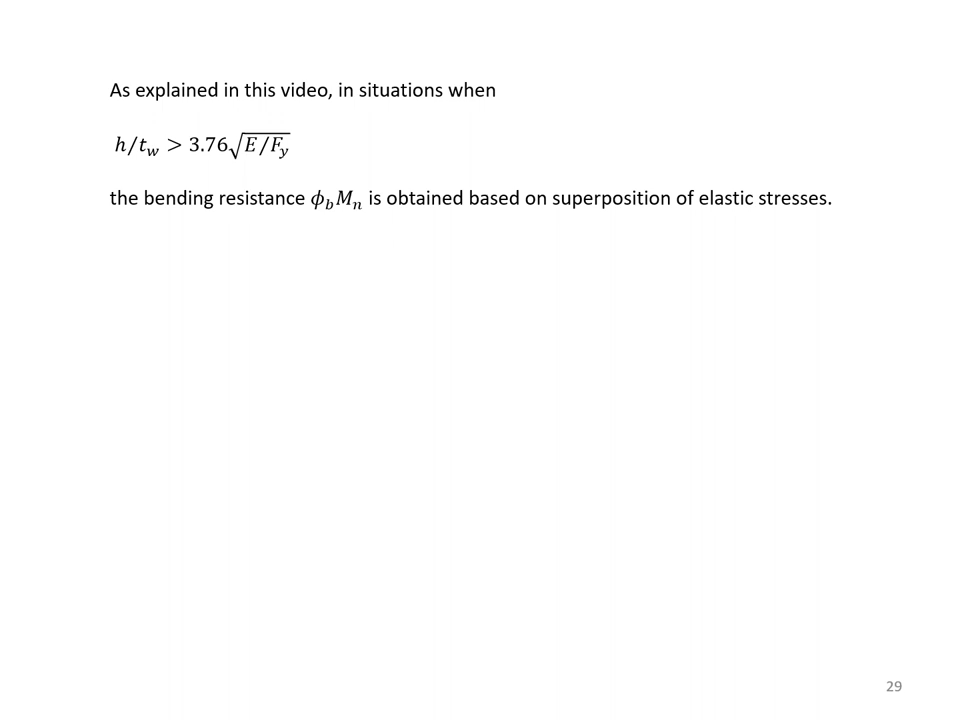 As explained in this video, in situations when
h/t_w > 3.76√(E/F_y)
the bending resistance ϕ_b M_n is obtained based on superposition of elastic stresses.
29